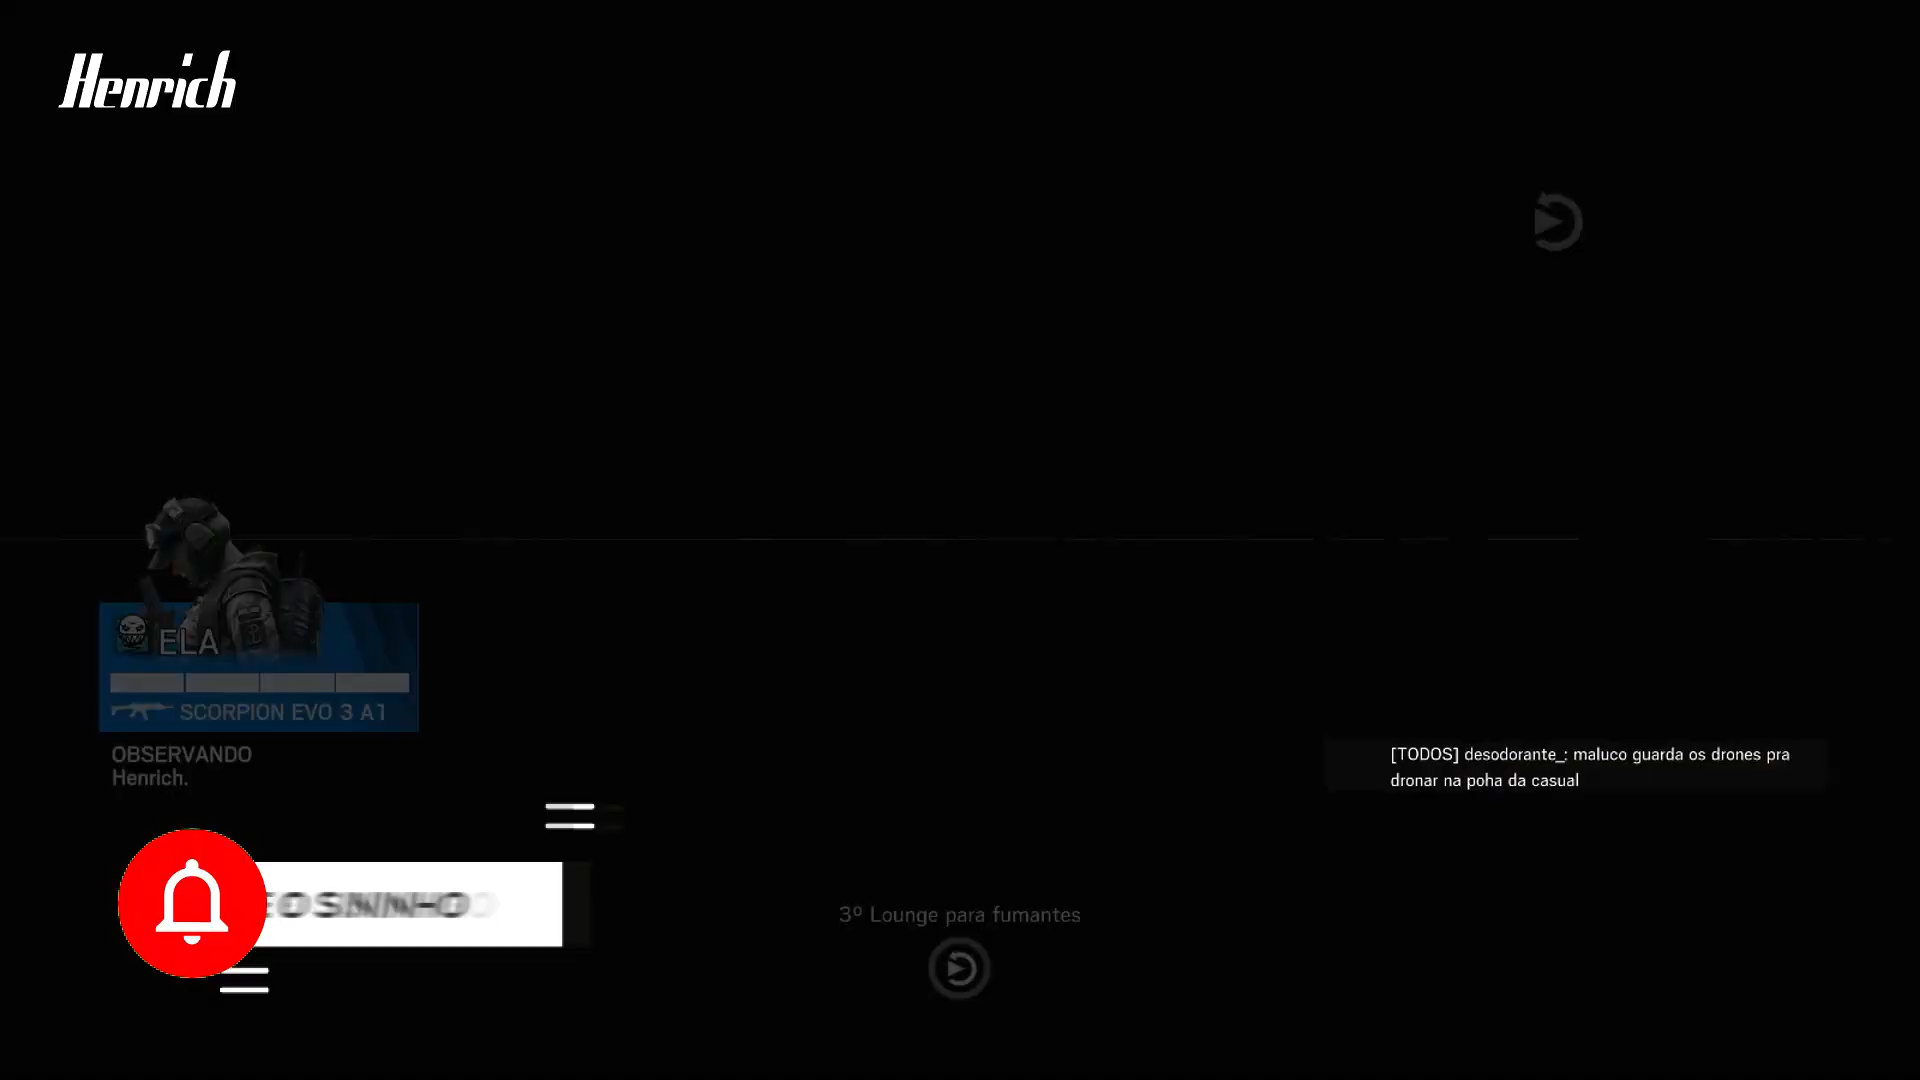 Henrich
ELA
SCORPION EVO 3 A1
OBSERVANDO
Henrich.
[TODOS] desodorante_: maluco guarda os drones pra
dronar na poha da casual
3º Lounge para fumantes